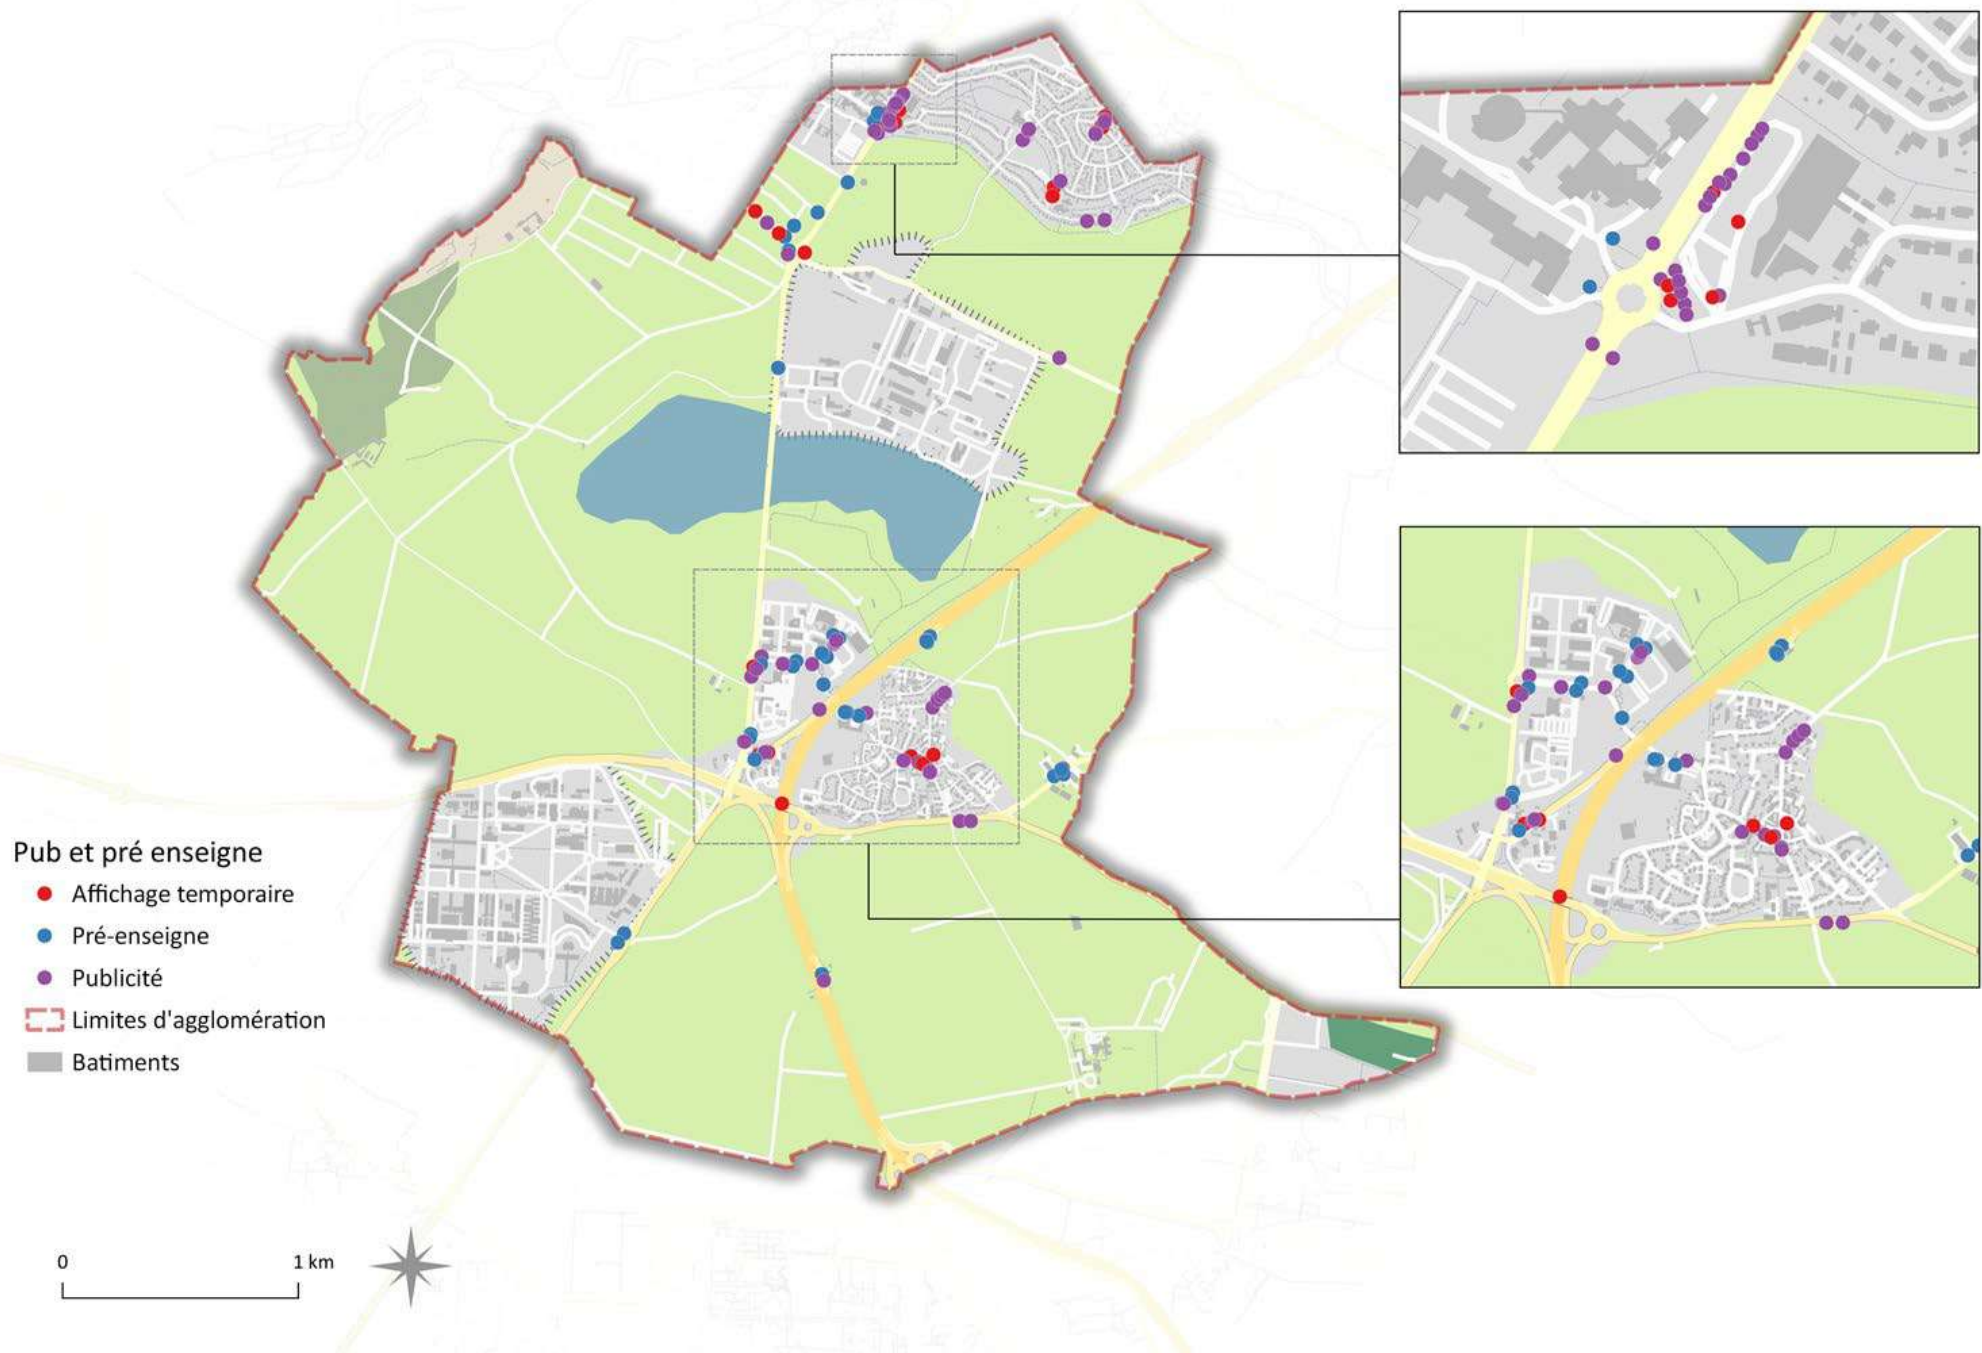 Pub et pré enseigne
Affichage temporaire
Pré-enseigne
Publicité
Limites d'agglomération
Batiments
0 1 km